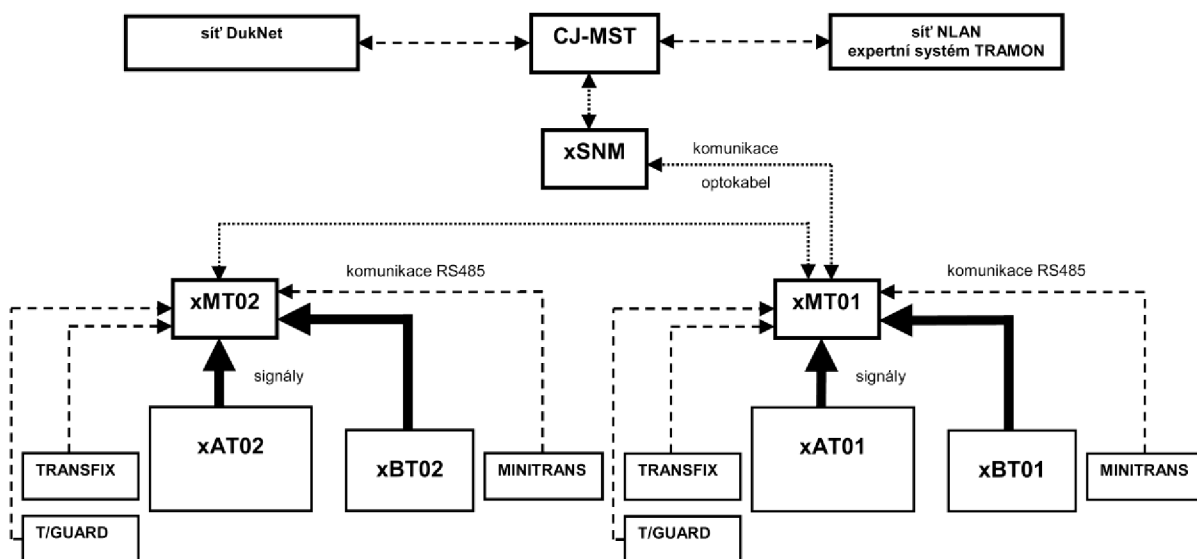 síť DukNet
CJ-MST
síť NLAN
expertní systém TRAMON
xSNM
komunikace
optokabel
komunikace RS485
komunikace RS485
xMT02
xMT01
signály
signály
xAT02
xBT02
xAT01
xBT01
TRANSFIX
MINITRANS
TRANSFIX
MINITRANS
T/GUARD
T/GUARD